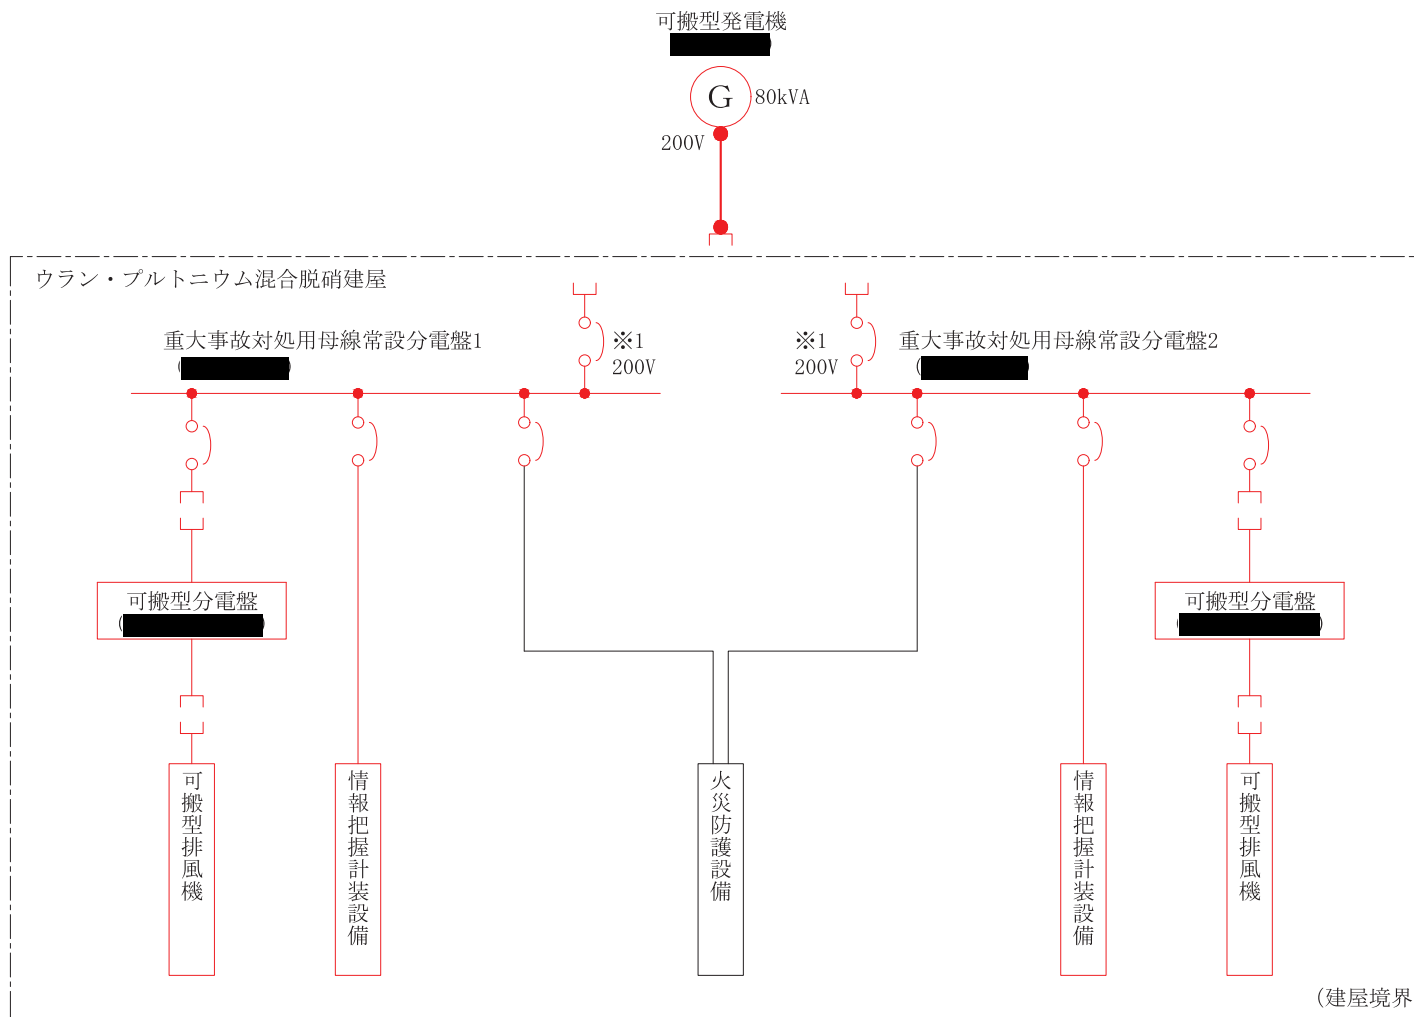 可搬型発電機
G
80kVA
200V
ウラン・プルトニウム混合脱硝建屋
重大事故対処用母線常設分電盤1
※1
200V
※1
200V
重大事故対処用母線常設分電盤2
可搬型分電盤
可搬型分電盤
可搬型排風機
情報把握計装設備
火災防護設備
情報把握計装設備
可搬型排風機
(建屋境界